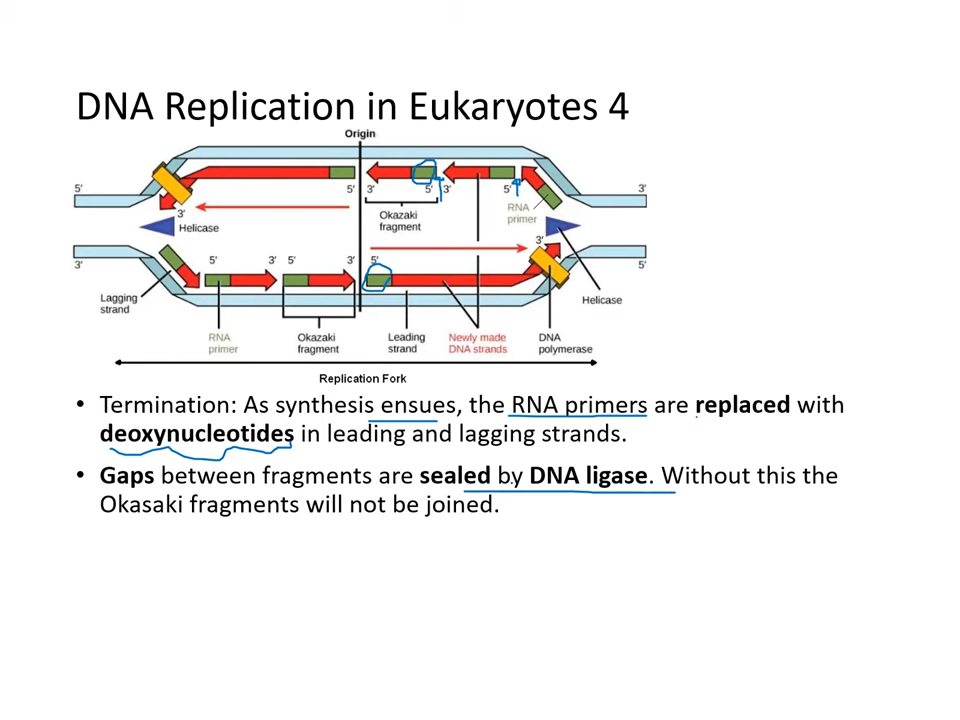 DNA Replication in Eukaryotes 4
Origin
5' 3' 5' 3' 5' 3'
3' Helicase
Okazaki
fragment
RNA
primer
3'
3' 5' 3' 5' 3' 5' 5'
Lagging
strand
Helicase
RNA
primer
Okazaki
fragment
Leading
strand
Newly made
DNA strands
DNA
polymerase
Replication Fork
• Termination: As synthesis ensues, the RNA primers are replaced with
deoxynucleotides in leading and lagging strands.
• Gaps between fragments are sealed by DNA ligase. Without this the
Okasaki fragments will not be joined.